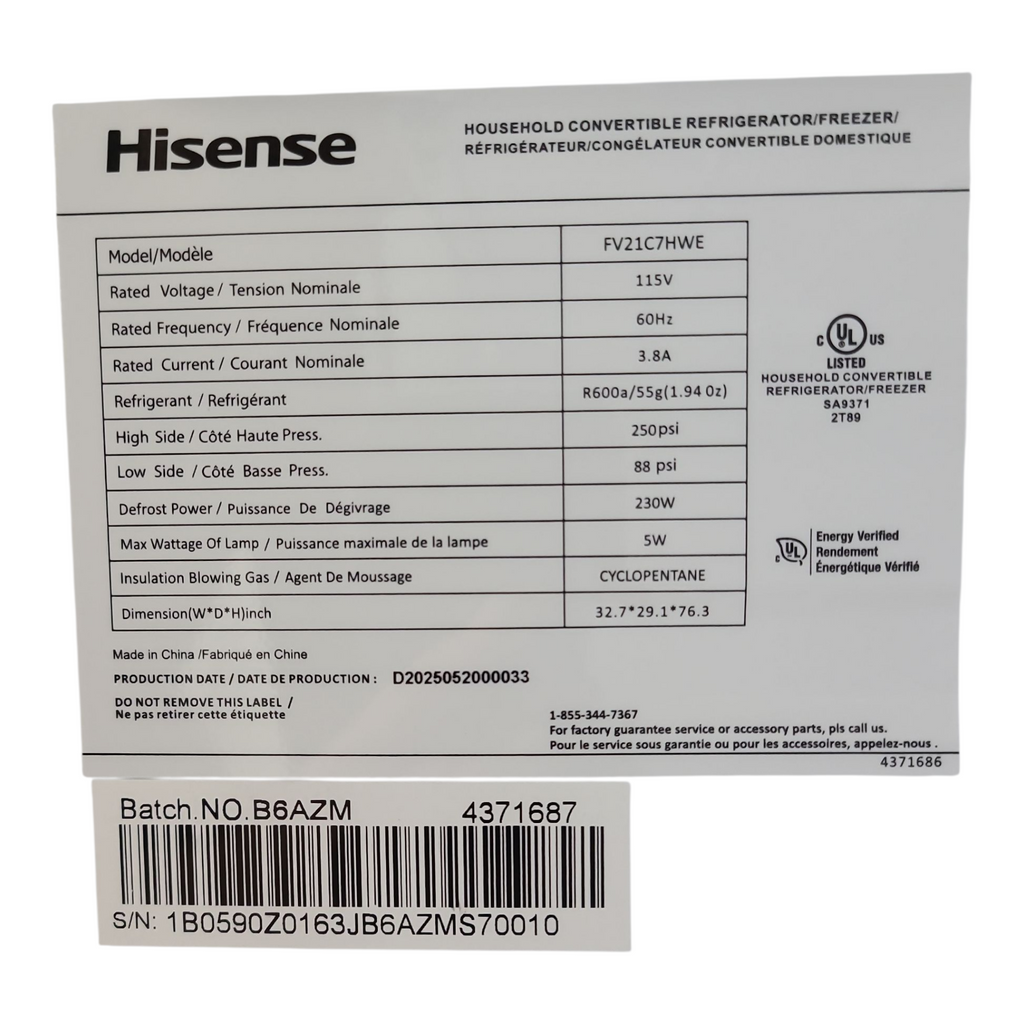 Hisense
HOUSEHOLD CONVERTIBLE REFRIGERATOR/FREEZER/
RÉFRIGÉRATEUR/CONGÉLATEUR CONVERTIBLE DOMESTIQUE
Model/Modèle FV21C7HWE
Rated Voltage / Tension Nominale 115V
Rated Frequency / Fréquence Nominale 60Hz
Rated Current / Courant Nominale 3.8A
Refrigerant / Refrigérant R600a/55g(1.94 0z)
High Side / Côté Haute Press. 250psi
Low Side / Côté Basse Press. 88 psi
Defrost Power / Puissance De Dégivrage 230W
Max Wattage Of Lamp / Puissance maximale de la lampe 5W
Insulation Blowing Gas / Agent De Moussage CYCLOPENTANE
Dimension(W*D*H)inch 32.7*29.1*76.3
C UL US
LISTED
HOUSEHOLD CONVERTIBLE
REFRIGERATOR/FREEZER
SA9371
2T89
C UL
Energy Verified
Rendement
Énergétique Vérifié
Made in China /Fabriqué en Chine
PRODUCTION DATE / DATE DE PRODUCTION : D2025052000033
DO NOT REMOVE THIS LABEL /
Ne pas retirer cette étiquette
1-855-344-7367
For factory guarantee service or accessory parts, pls call us.
Pour le service sous garantie ou pour les accessoires, appelez-nous .
4371686
Batch.NO.B6AZM 4371687
S/N: 1B0590Z0163JB6AZMS70010